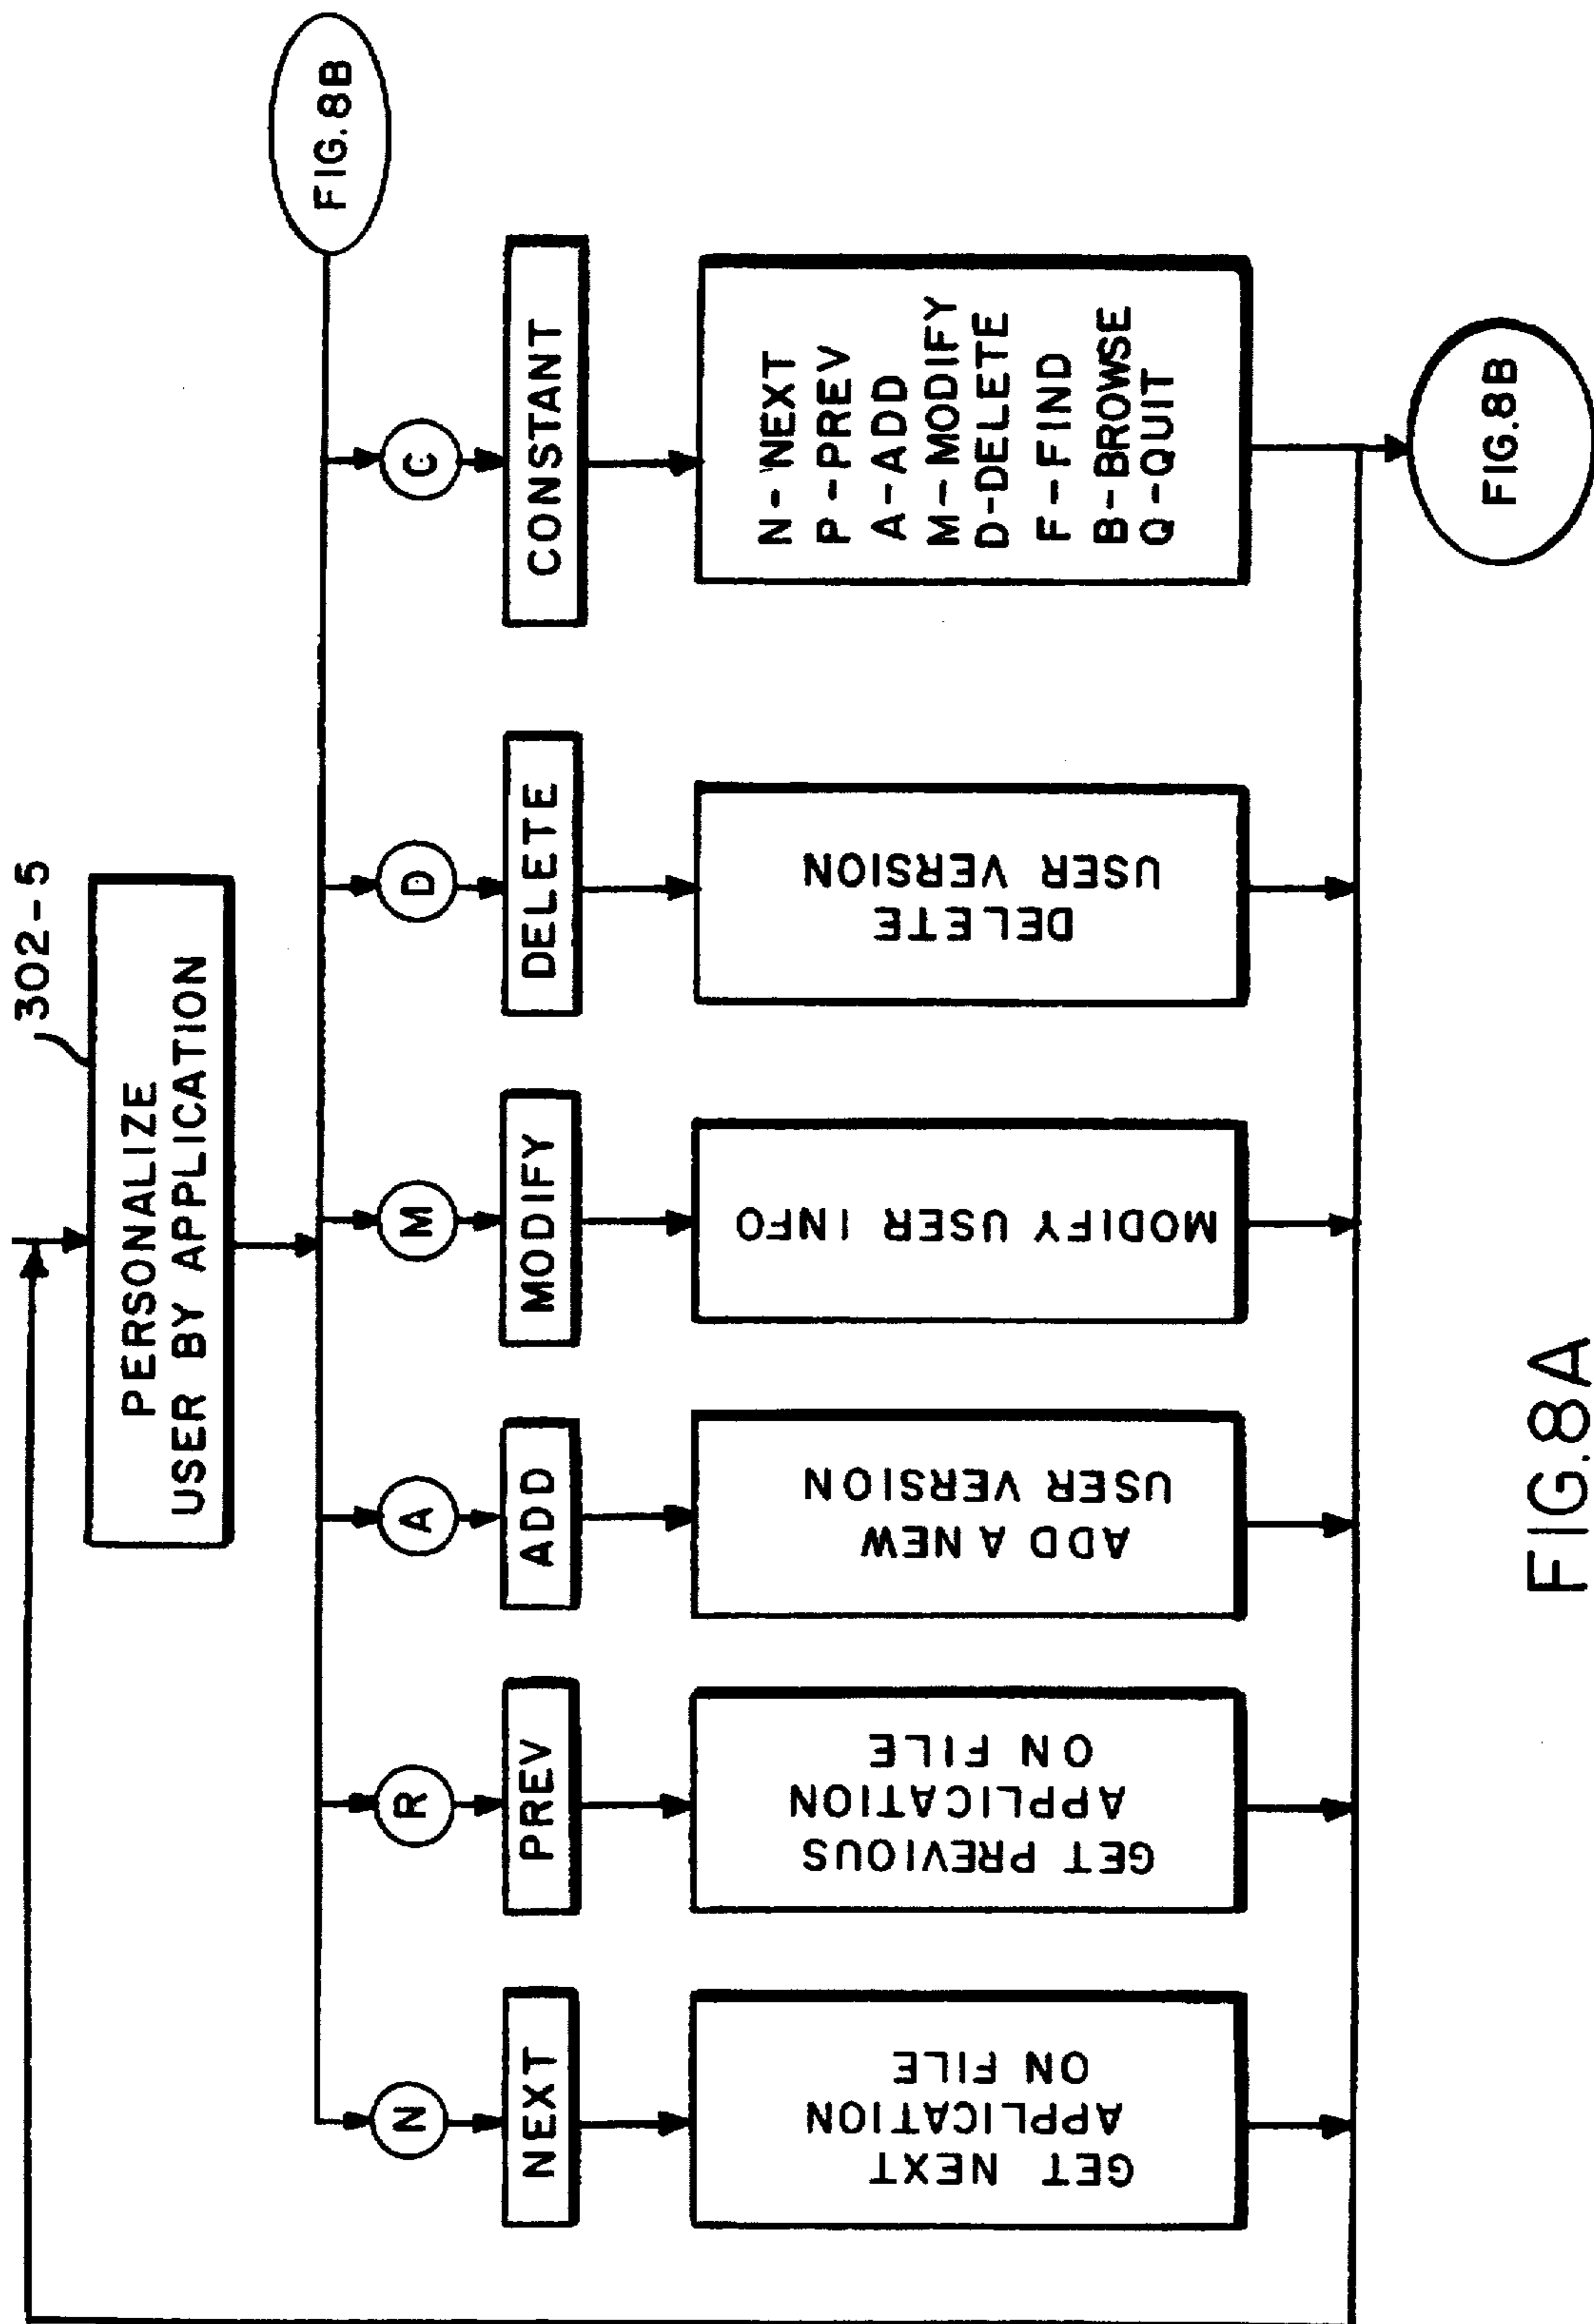 302-5
PERSONALIZE
USER BY APPLICATION
FIG.8B
N
R
A
M
D
C
NEXT
PREV
ADD
MODIFY
DELETE
CONSTANT
GET NEXT
APPLICATION
ON FILE
GET PREVIOUS
APPLICATION
ON FILE
ADD A NEW
USER VERSION
MODIFY USER INFO
DELETE
USER VERSION
N-NEXT
P-PREV
A-ADD
M-MODIFY
D-DELETE
F-FIND
B-BROWSE
Q-QUIT
FIG.8B
FIG.8A